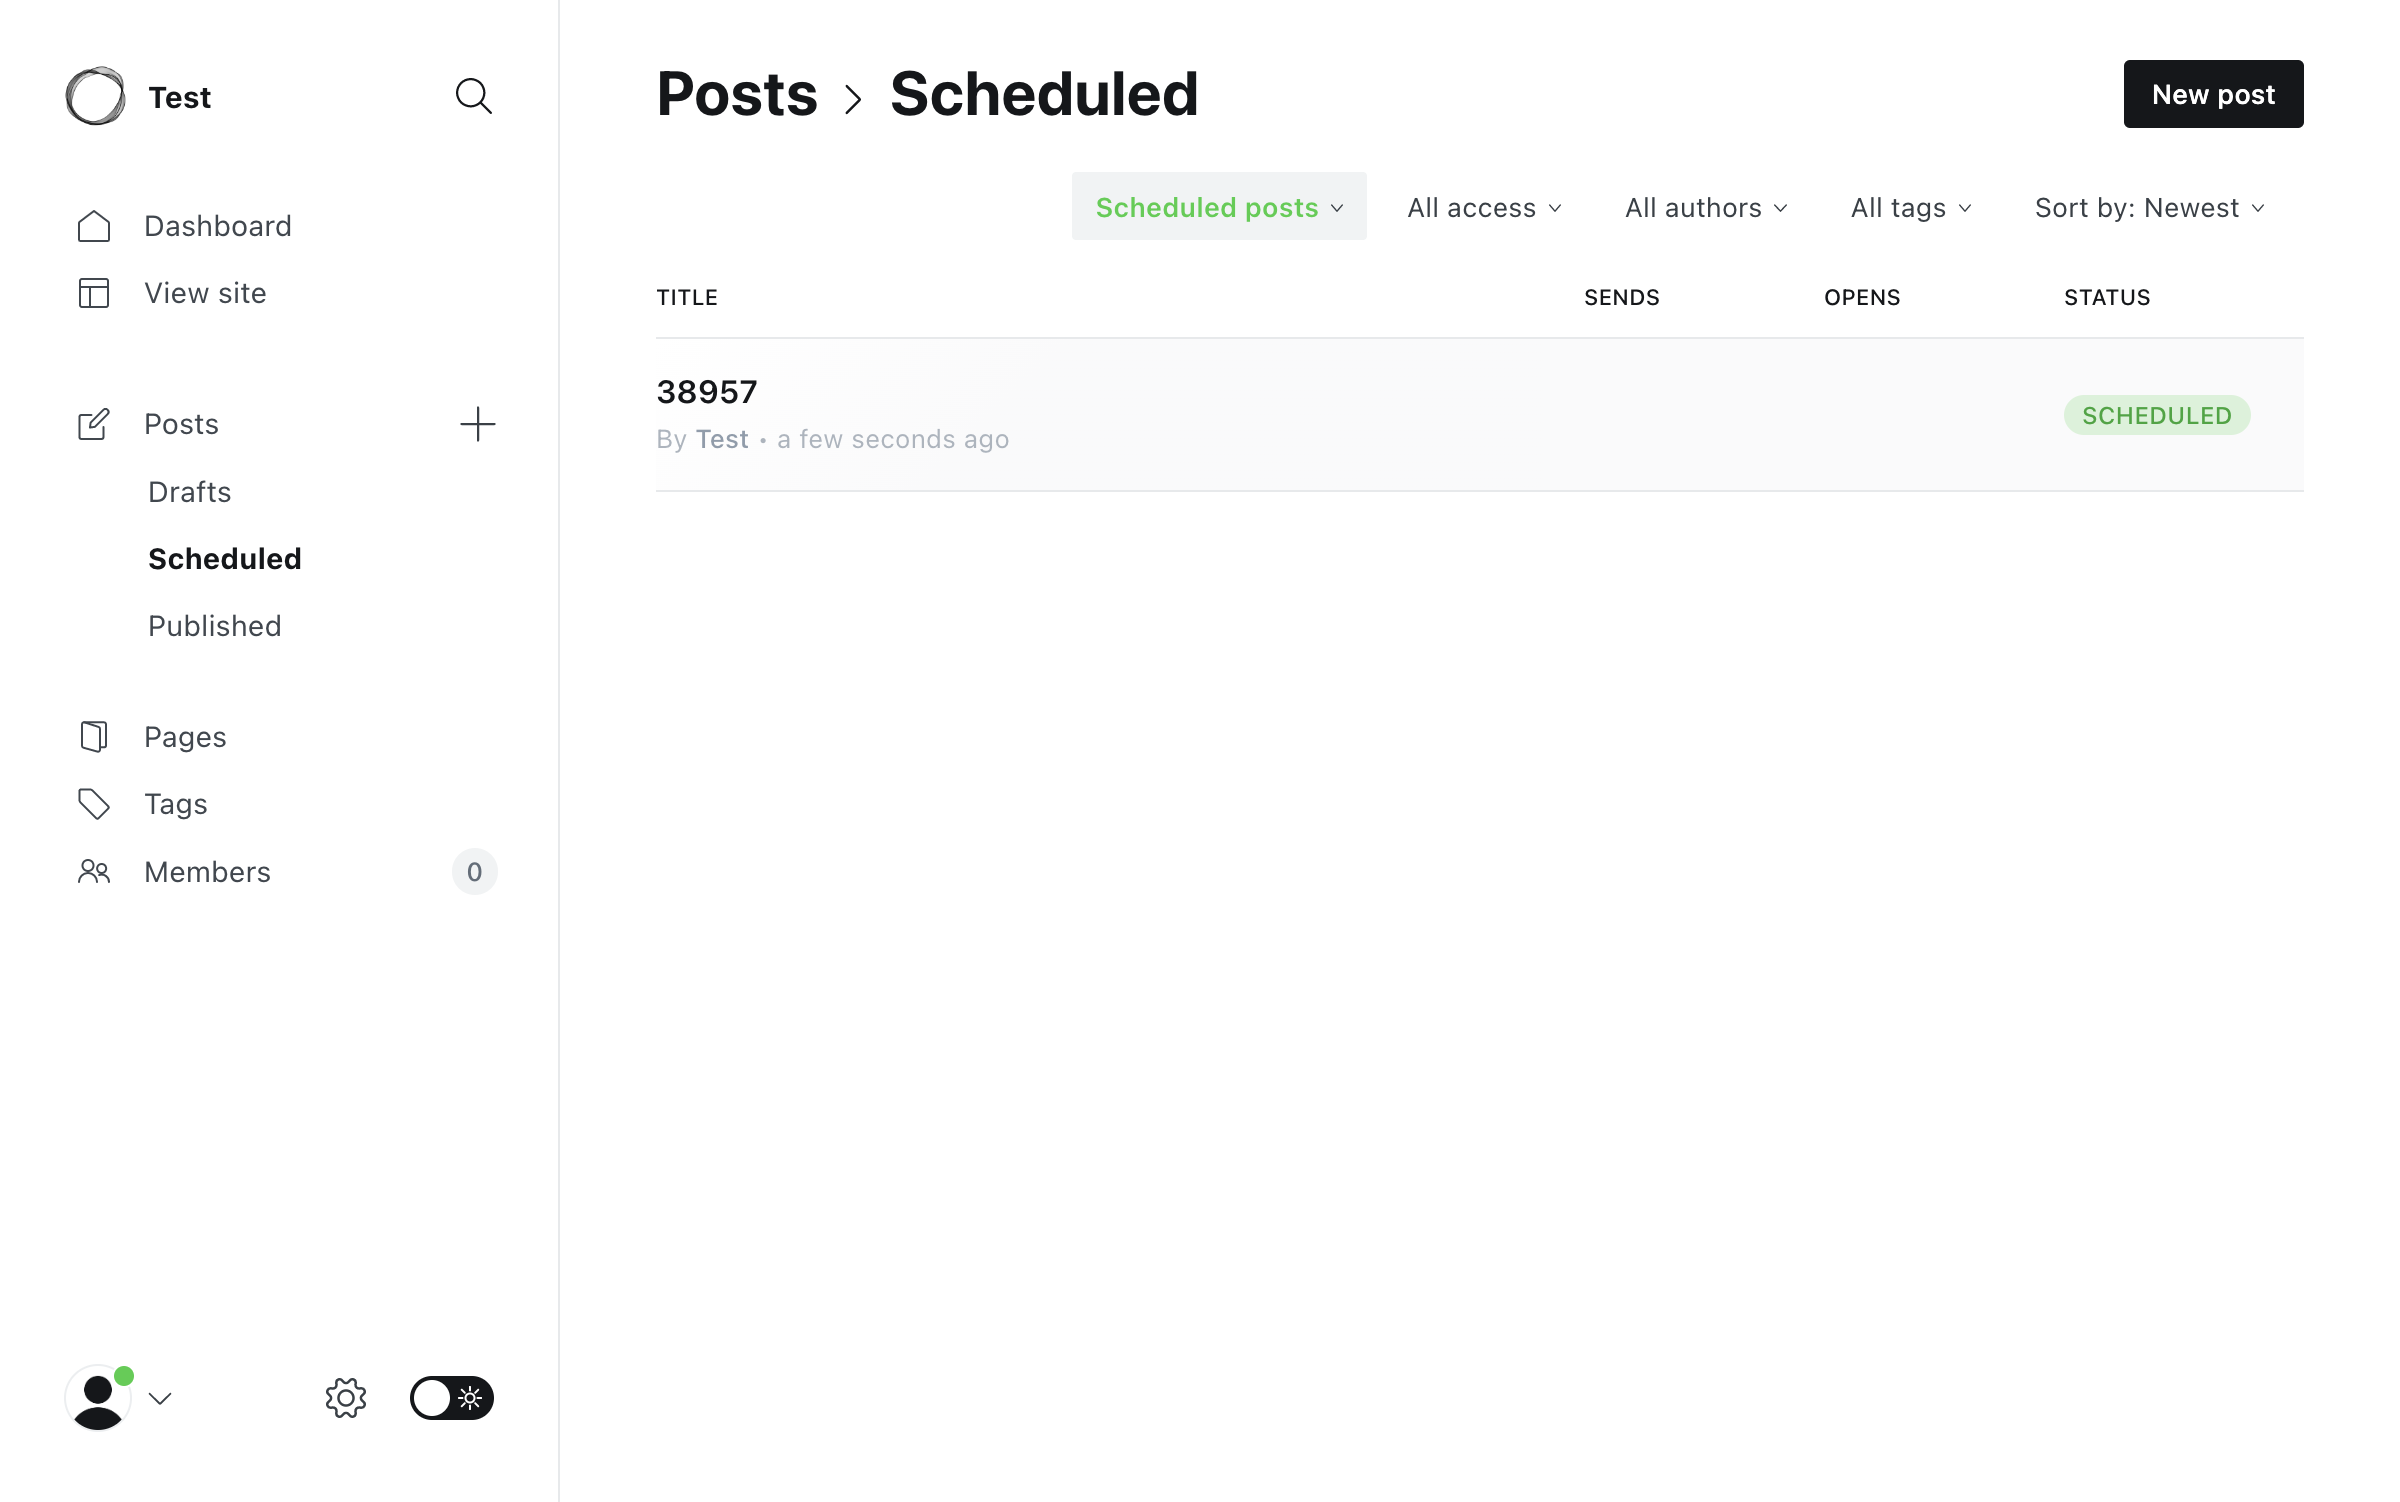 Test
Dashboard
View site
Posts
Drafts
Scheduled
Published
Pages
Tags
Members 0
Posts Scheduled
New post
Scheduled posts All access All authors All tags Sort by: Newest
TITLE SENDS OPENS STATUS
38957
By Test • a few seconds ago
SCHEDULED